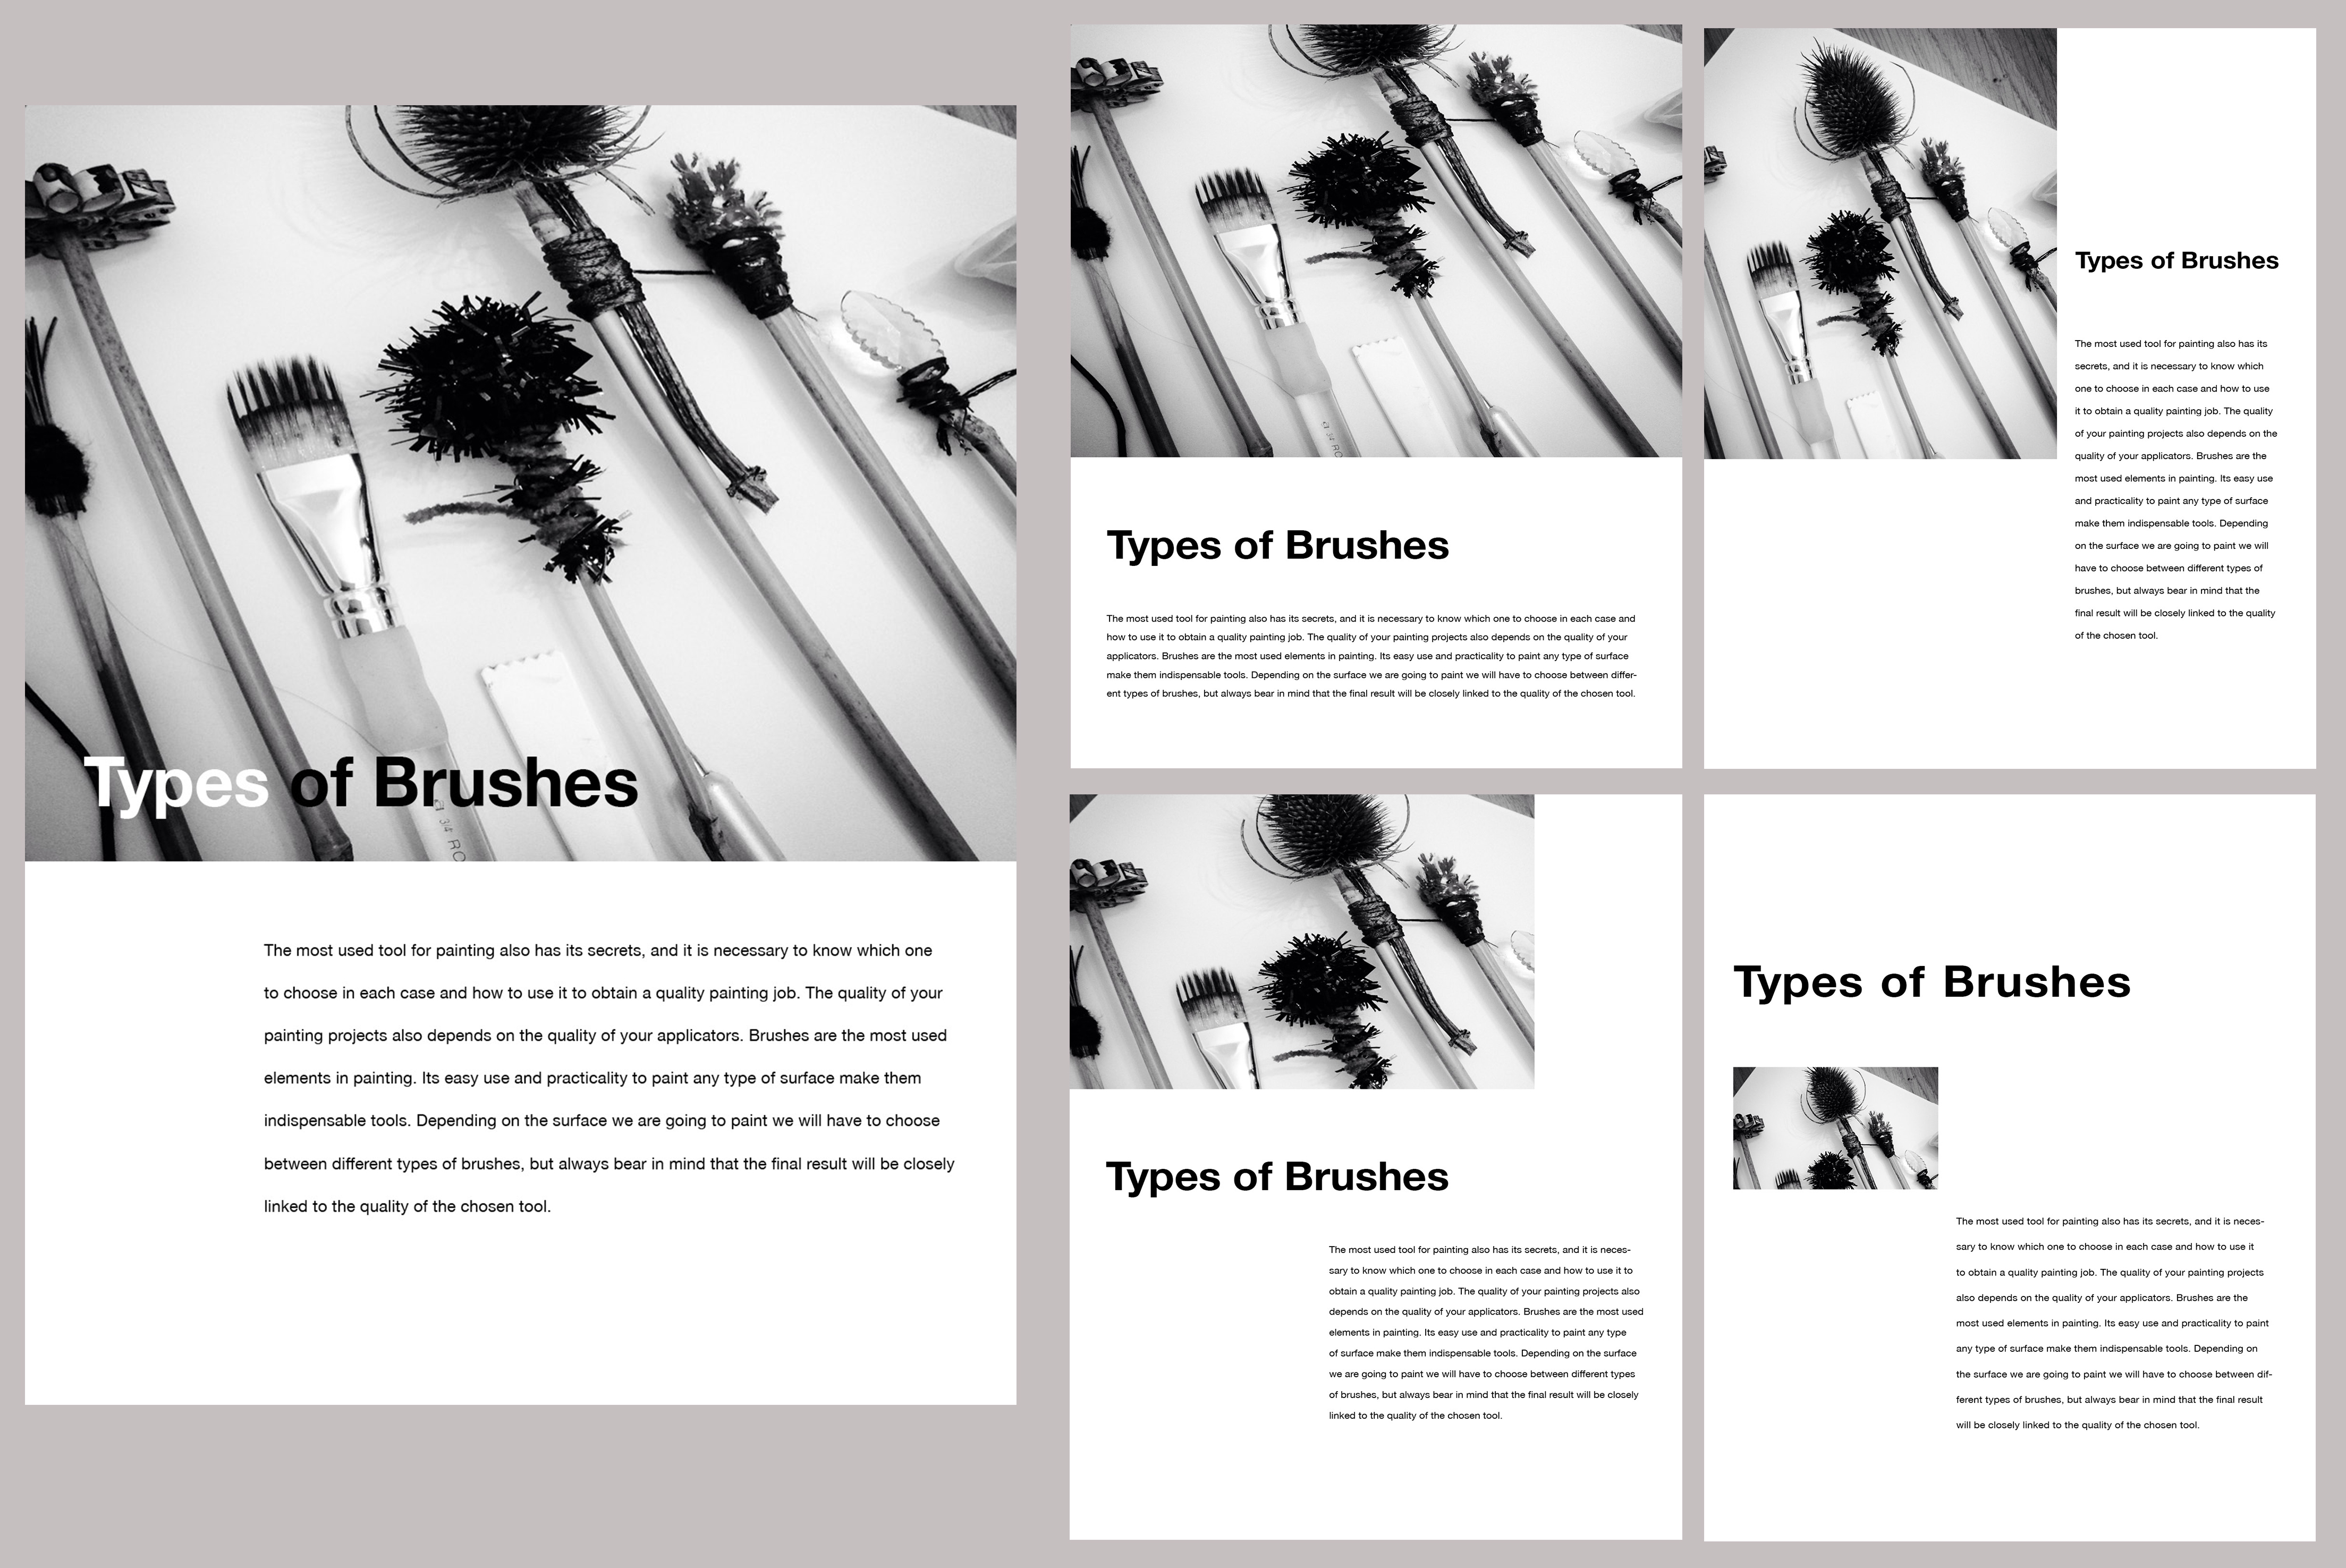 Types of Brushes
a 34 RO
The most used tool for painting also has its secrets, and it is necessary to know which one
to choose in each case and how to use it to obtain a quality painting job. The quality of your
painting projects also depends on the quality of your applicators. Brushes are the most used
elements in painting. Its easy use and practicality to paint any type of surface make them
indispensable tools. Depending on the surface we are going to paint we will have to choose
between different types of brushes, but always bear in mind that the final result will be closely
linked to the quality of the chosen tool.
a 34 RO
Types of Brushes
The most used tool for painting also has its secrets, and it is necessary to know which one to choose in each case and
how to use it to obtain a quality painting job. The quality of your painting projects also depends on the quality of your
applicators. Brushes are the most used elements in painting. Its easy use and practicality to paint any type of surface
make them indispensable tools. Depending on the surface we are going to paint we will have to choose between differ-
ent types of brushes, but always bear in mind that the final result will be closely linked to the quality of the chosen tool.
Types of Brushes
The most used tool for painting also has its
secrets, and it is necessary to know which
one to choose in each case and how to use
it to obtain a quality painting job. The quality
of your painting projects also depends on the
quality of your applicators. Brushes are the
most used elements in painting. Its easy use
and practicality to paint any type of surface
make them indispensable tools. Depending
on the surface we are going to paint we will
have to choose between different types of
brushes, but always bear in mind that the
final result will be closely linked to the quality
of the chosen tool.
Types of Brushes
The most used tool for painting also has its secrets, and it is neces-
sary to know which one to choose in each case and how to use it to
obtain a quality painting job. The quality of your painting projects also
depends on the quality of your applicators. Brushes are the most used
elements in painting. Its easy use and practicality to paint any type
of surface make them indispensable tools. Depending on the surface
we are going to paint we will have to choose between different types
of brushes, but always bear in mind that the final result will be closely
linked to the quality of the chosen tool.
Types of Brushes
The most used tool for painting also has its secrets, and it is neces-
sary to know which one to choose in each case and how to use it
to obtain a quality painting job. The quality of your painting projects
also depends on the quality of your applicators. Brushes are the
most used elements in painting. Its easy use and practicality to paint
any type of surface make them indispensable tools. Depending on
the surface we are going to paint we will have to choose between dif-
ferent types of brushes, but always bear in mind that the final result
will be closely linked to the quality of the chosen tool.